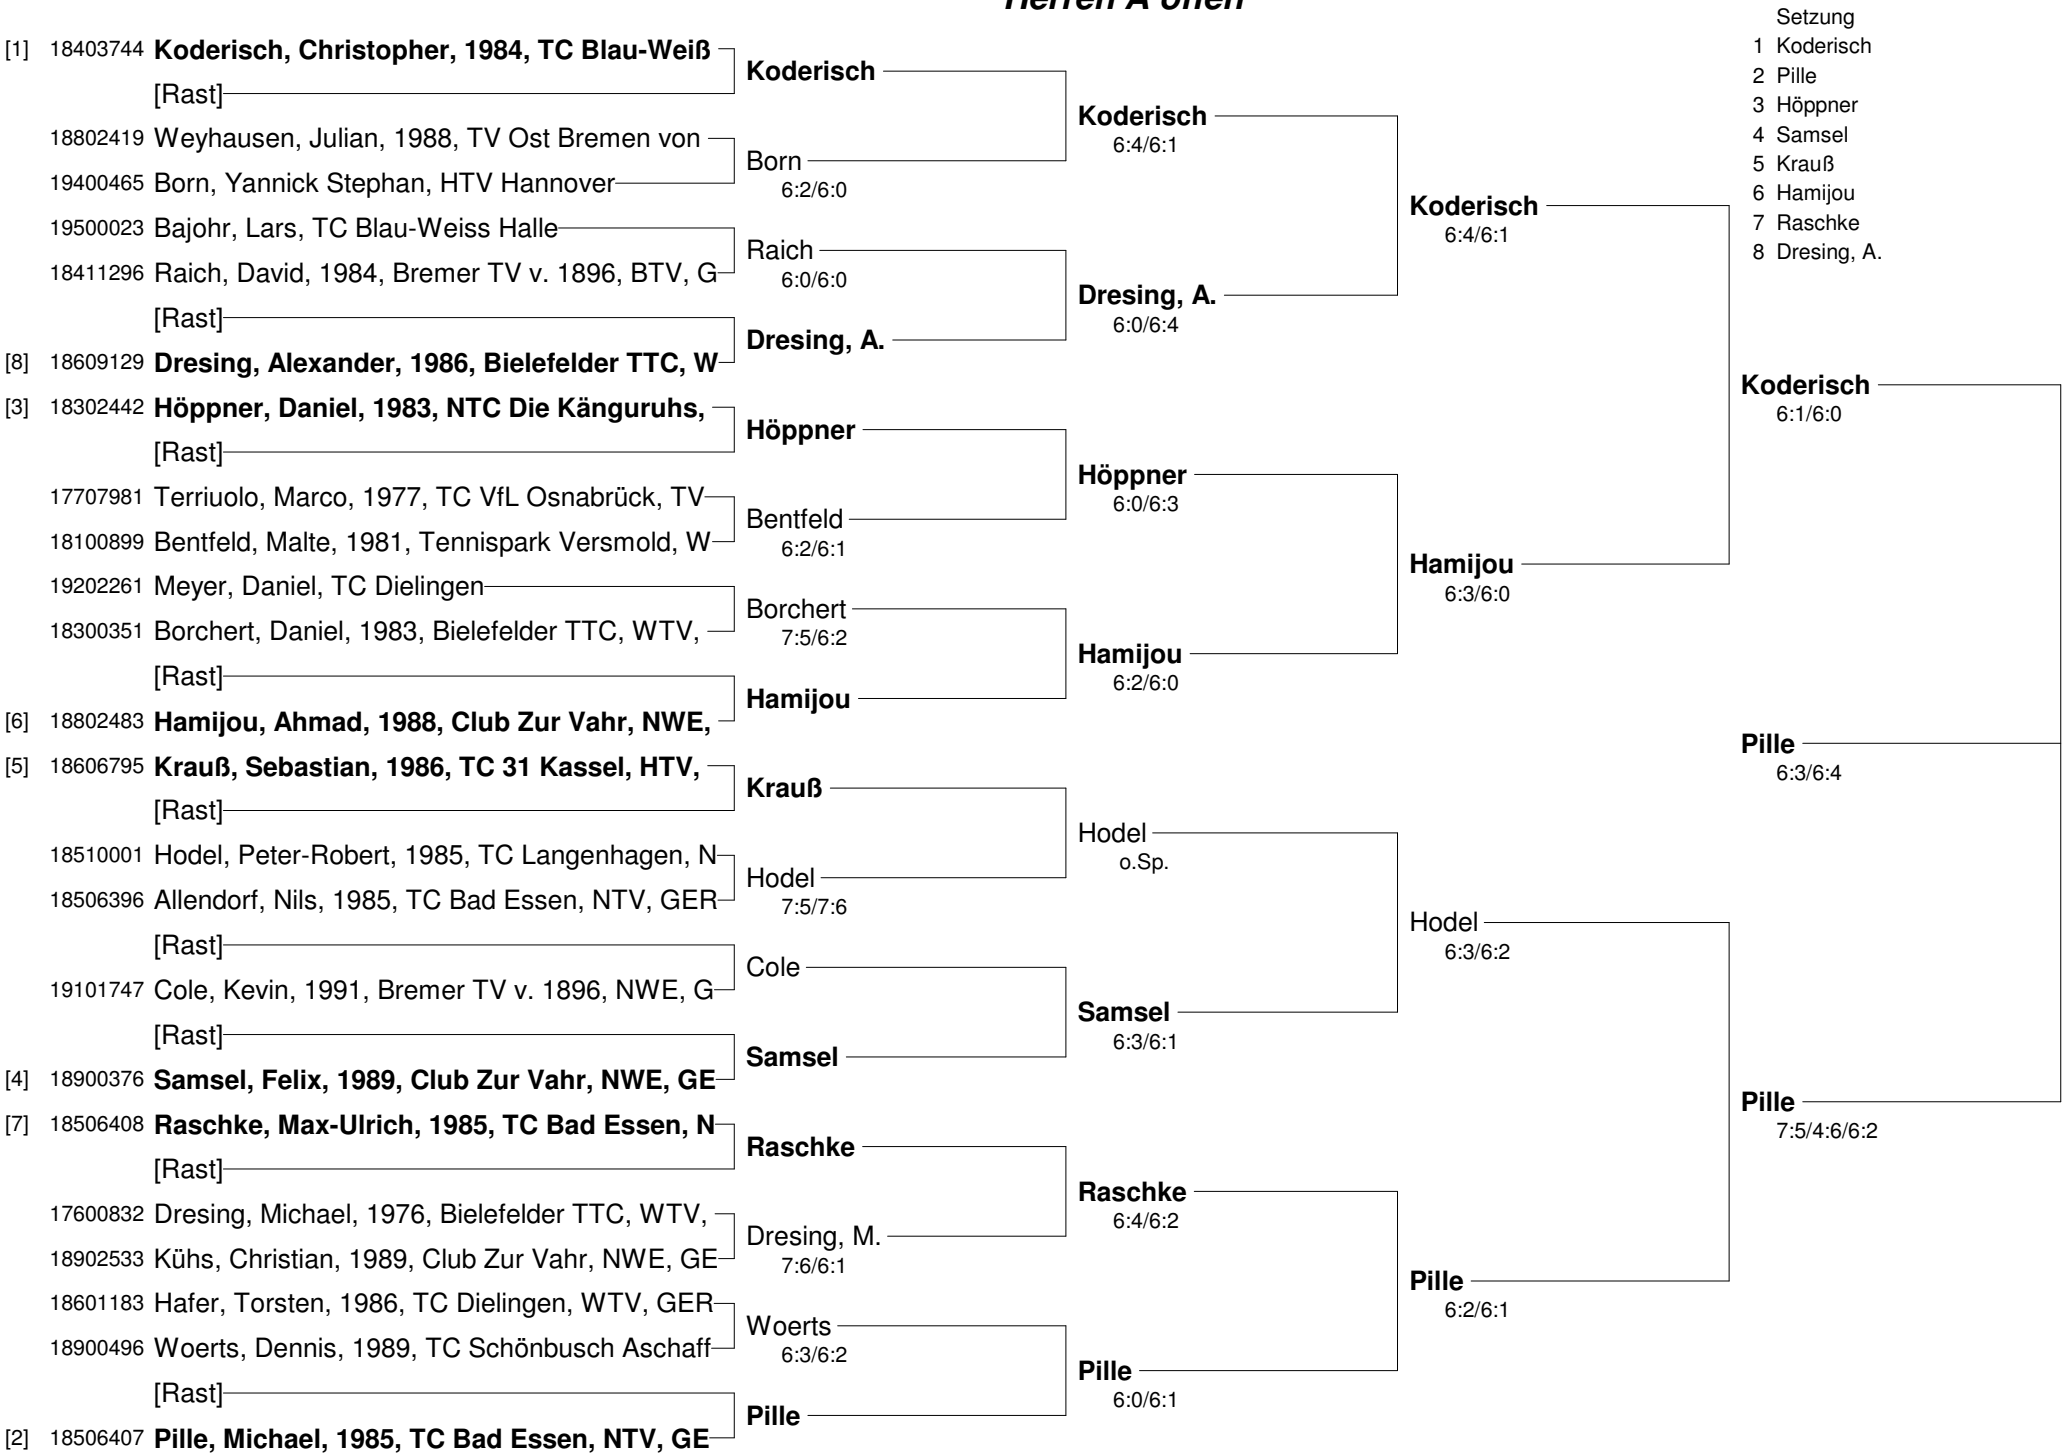 Herren A offen
Setzung
1 Koderisch
2 Pille
3 Höppner
4 Samsel
5 Krauß
6 Hamijou
7 Raschke
8 Dresing, A.
[1] 18403744 Koderisch, Christopher, 1984, TC Blau-Weiß
[Rast]
18802419 Weyhausen, Julian, 1988, TV Ost Bremen von
19400465 Born, Yannick Stephan, HTV Hannover
19500023 Bajohr, Lars, TC Blau-Weiss Halle
18411296 Raich, David, 1984, Bremer TV v. 1896, BTV, G
[Rast]
[8] 18609129 Dresing, Alexander, 1986, Bielefelder TTC, W
[3] 18302442 Höppner, Daniel, 1983, NTC Die Känguruhs,
[Rast]
17707981 Terriuolo, Marco, 1977, TC VfL Osnabrück, TV
18100899 Bentfeld, Malte, 1981, Tennispark Versmold, W
19202261 Meyer, Daniel, TC Dielingen
18300351 Borchert, Daniel, 1983, Bielefelder TTC, WTV,
[Rast]
[6] 18802483 Hamijou, Ahmad, 1988, Club Zur Vahr, NWE,
[5] 18606795 Krauß, Sebastian, 1986, TC 31 Kassel, HTV,
[Rast]
18510001 Hodel, Peter-Robert, 1985, TC Langenhagen, N
18506396 Allendorf, Nils, 1985, TC Bad Essen, NTV, GER
[Rast]
19101747 Cole, Kevin, 1991, Bremer TV v. 1896, NWE, G
[Rast]
[4] 18900376 Samsel, Felix, 1989, Club Zur Vahr, NWE, GE
[7] 18506408 Raschke, Max-Ulrich, 1985, TC Bad Essen, N
[Rast]
17600832 Dresing, Michael, 1976, Bielefelder TTC, WTV,
18902533 Kühs, Christian, 1989, Club Zur Vahr, NWE, GE
18601183 Hafer, Torsten, 1986, TC Dielingen, WTV, GER
18900496 Woerts, Dennis, 1989, TC Schönbusch Aschaff
[Rast]
[2] 18506407 Pille, Michael, 1985, TC Bad Essen, NTV, GE
Koderisch
Born
6:2/6:0
Raich
6:0/6:0
Dresing, A.
Höppner
Bentfeld
6:2/6:1
Borchert
7:5/6:2
Hamijou
Krauß
Hodel
7:5/7:6
Cole
Samsel
Raschke
Dresing, M.
7:6/6:1
Woerts
6:3/6:2
Pille
Koderisch
6:4/6:1
Dresing, A.
6:0/6:4
Höppner
6:0/6:3
Hamijou
6:2/6:0
Hodel
o.Sp.
Samsel
6:3/6:1
Raschke
6:4/6:2
Pille
6:0/6:1
Koderisch
6:4/6:1
Hamijou
6:3/6:0
Hodel
6:3/6:2
Pille
6:2/6:1
Koderisch
6:1/6:0
Pille
6:3/6:4
Pille
7:5/4:6/6:2